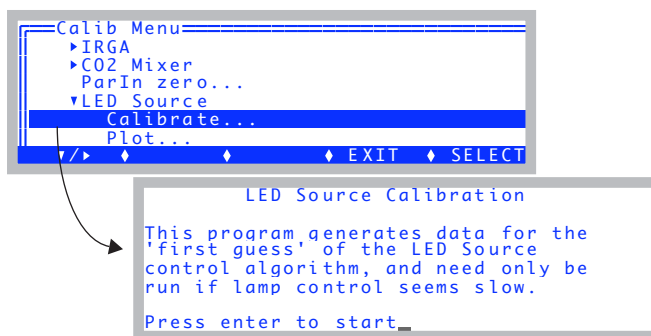 Calib Menu
▸IRGA
▸CO2 Mixer
ParIn zero...
▾LED Source
Calibrate...
Plot...
▾/▸ ♦ ♦ ♦ EXIT ♦ SELECT
LED Source Calibration
This program generates data for the
'first guess' of the LED Source
control algorithm, and need only be
run if lamp control seems slow.
Press enter to start_